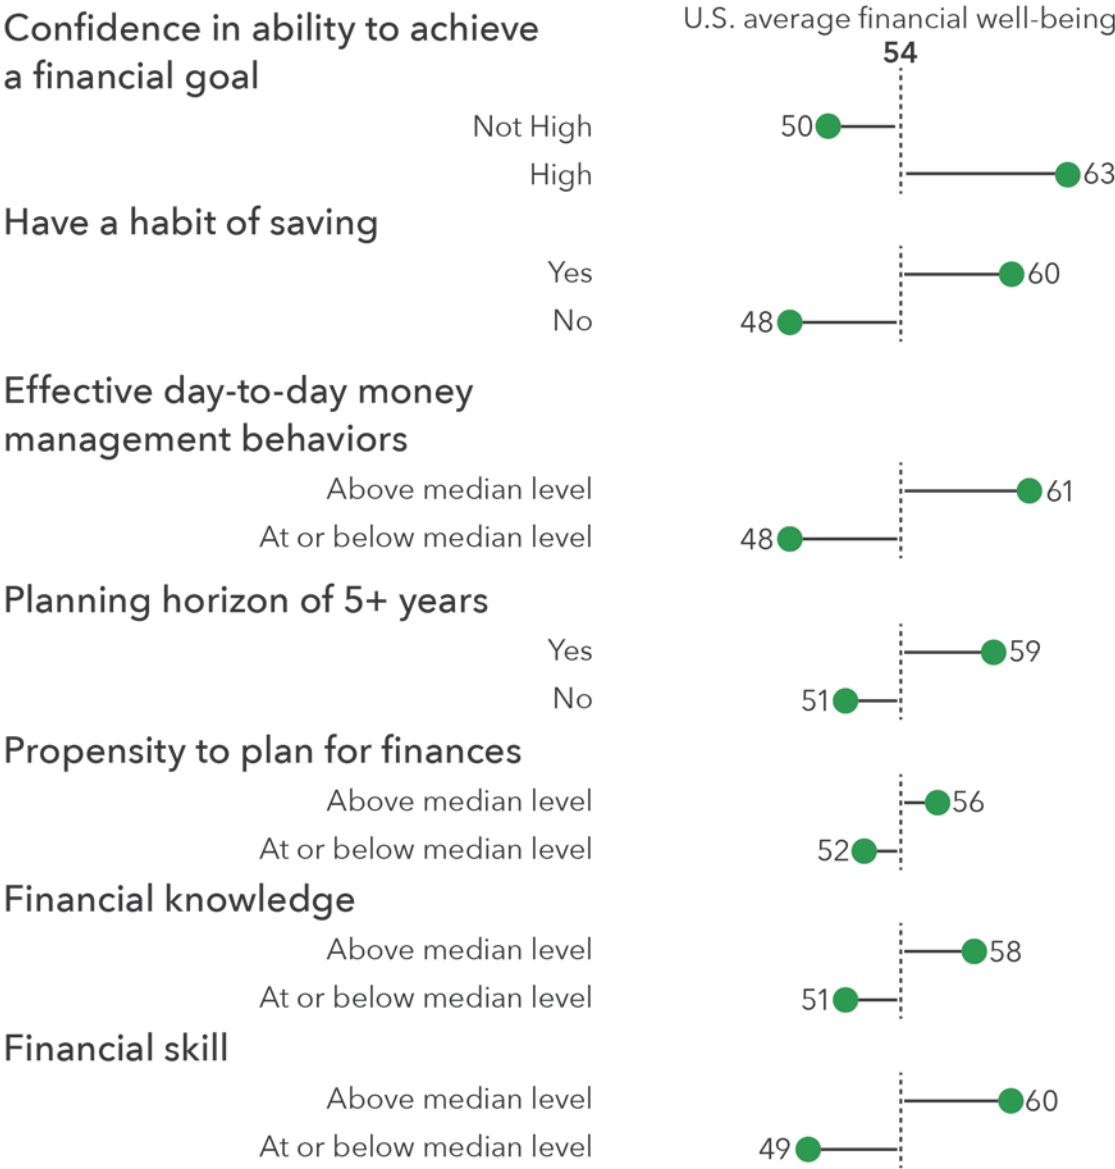 Confidence in ability to achieve
a financial goal
U.S. average financial well-being
54
Not High
50
High
63
Have a habit of saving
Yes
60
No
48
Effective day-to-day money
management behaviors
Above median level
61
At or below median level
48
Planning horizon of 5+ years
Yes
59
No
51
Propensity to plan for finances
Above median level
56
At or below median level
52
Financial knowledge
Above median level
58
At or below median level
51
Financial skill
Above median level
60
At or below median level
49